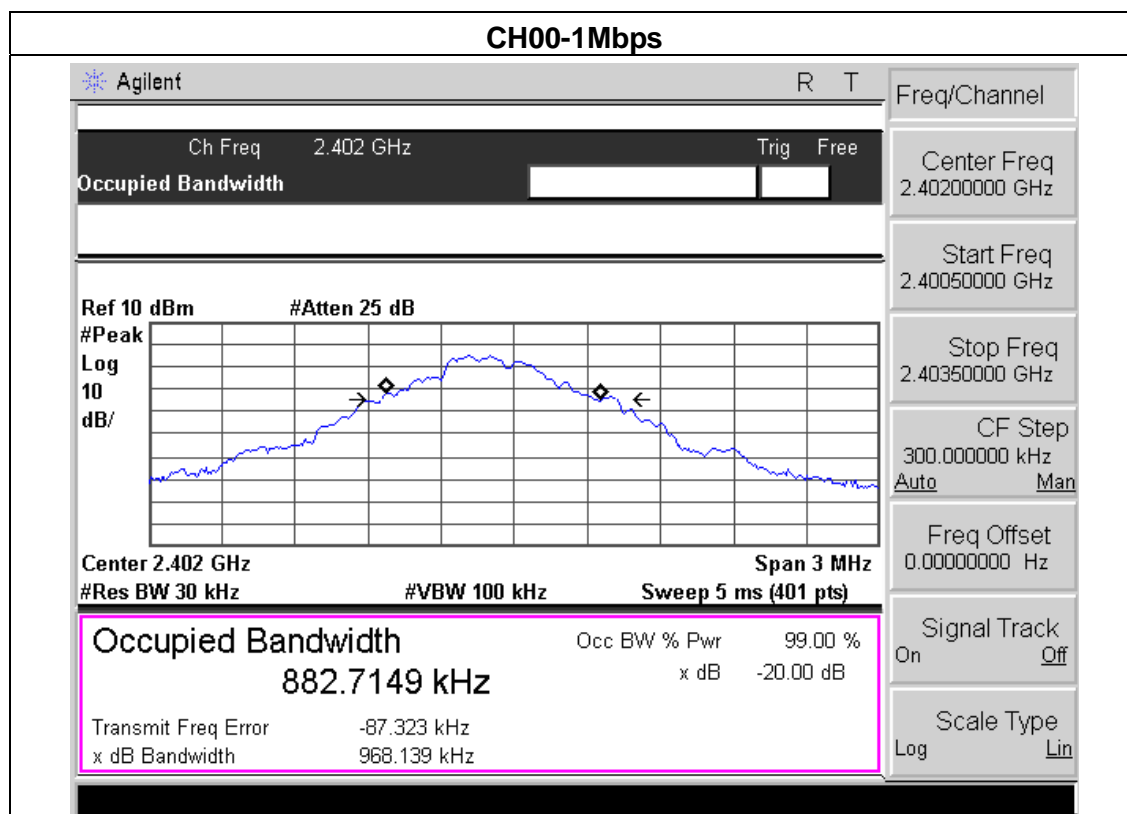 CH00-1Mbps
Agilent R T
Ch Freq 2.402 GHz Trig Free
Occupied Bandwidth
Ref 10 dBm #Atten 25 dB
#Peak
Log
10
dB/
Center 2.402 GHz Span 3 MHz
#Res BW 30 kHz #VBW 100 kHz Sweep 5 ms (401 pts)
Occupied Bandwidth Occ BW % Pwr 99.00 %
882.7149 kHz x dB -20.00 dB
Transmit Freq Error -87.323 kHz
x dB Bandwidth 968.139 kHz
Freq/Channel
Center Freq
2.40200000 GHz
Start Freq
2.40050000 GHz
Stop Freq
2.40350000 GHz
CF Step
300.000000 kHz
Auto Man
Freq Offset
0.00000000 Hz
Signal Track
On Off
Scale Type
Log Lin